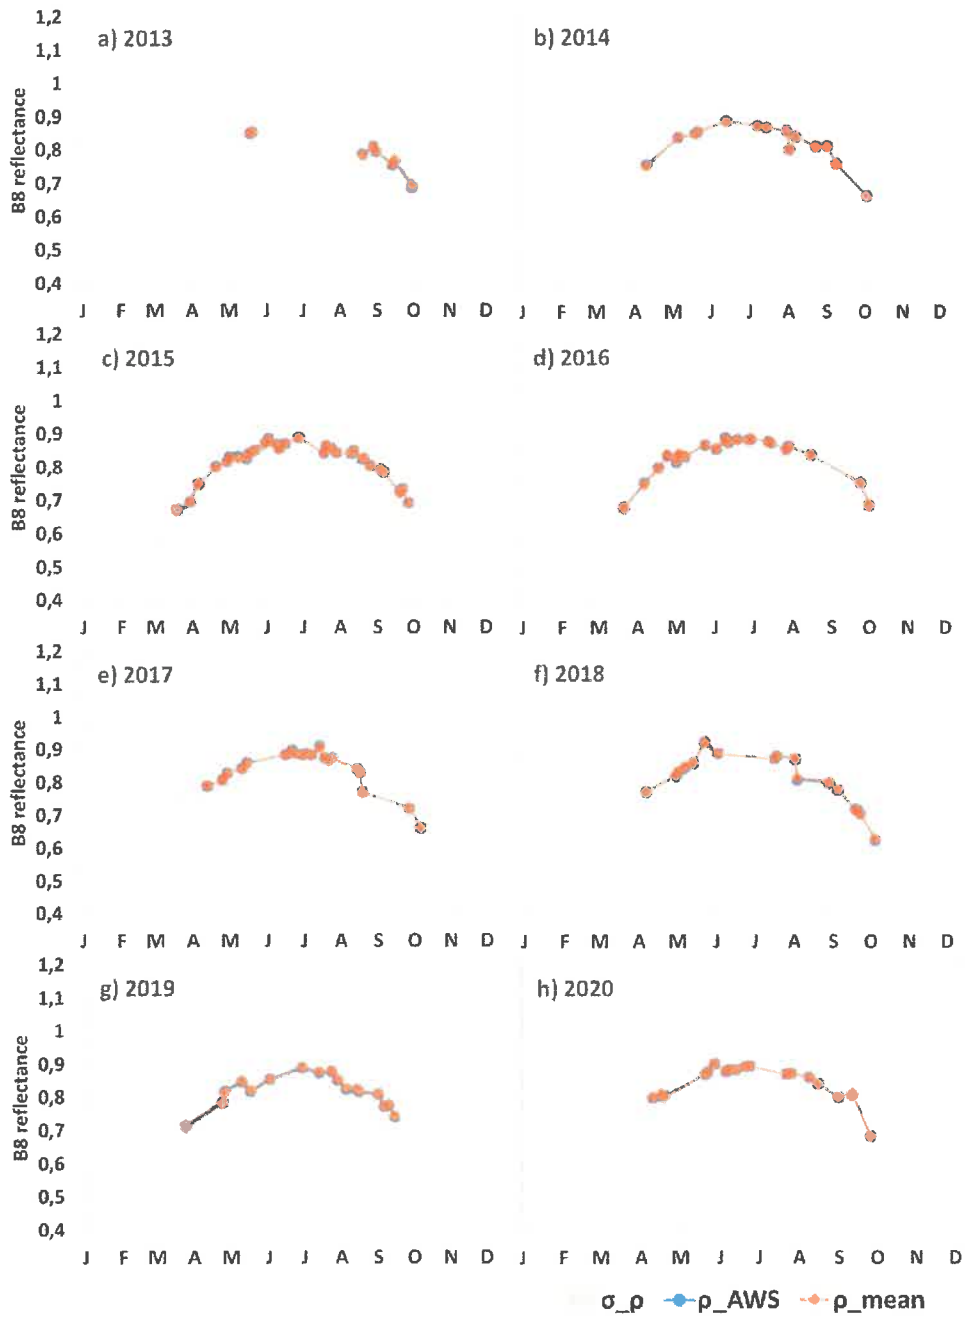 1,2
a) 2013
b) 2014
1,1
1
0,9
0,8
0,7
0,6
0,5
0,4
B8 reflectance
J F M A M J J A S O N D J F M A M J J A S O N D
1,2
c) 2015
d) 2016
1,1
1
0,9
0,8
0,7
0,6
0,5
0,4
B8 reflectance
J F M A M J J A S O N D J F M A M J J A S O N D
1,2
e) 2017
f) 2018
1,1
1
0,9
0,8
0,7
0,6
0,5
0,4
B8 reflectance
J F M A M J J A S O N D J F M A M J J A S O N D
1,2
g) 2019
h) 2020
1,1
1
0,9
0,8
0,7
0,6
0,5
0,4
B8 reflectance
J F M A M J J A S O N D J F M A M J J A S O N D
σ_ρ ρ_AWS ρ_mean